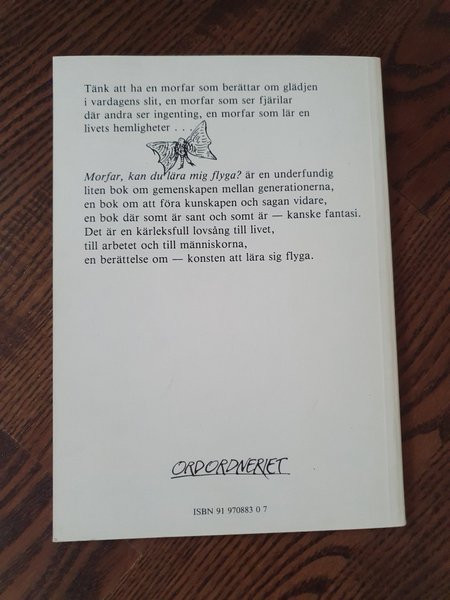 Tänk att ha en morfar som berättar om glädjen
i vardagens slit, en morfar som ser fjärilar
där andra ser ingenting, en morfar som lär en
livets hemligheter . . .
Morfar, kan du lära mig flyga? är en underfundig
liten bok om gemenskapen mellan generationerna,
en bok om att föra kunskapen och sagan vidare,
en bok där somt är sant och somt är — kanske fantasi.
Det är en kärleksfull lovsång till livet,
till arbetet och till människorna,
en berättelse om — konsten att lära sig flyga.
ORDORDNERIET
ISBN 91 970883 0 7